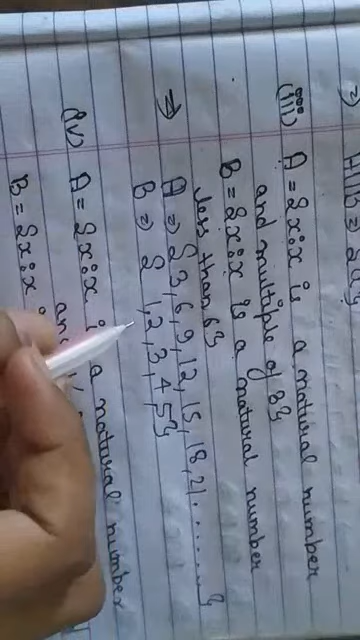 (iii) A = {x:x is a natural number
and multiple of 3}
B = {x:x is a natural number
less than 6}
→ A ⇒ {3,6,9,12,15,18,21.......}
B ⇒ { 1,2,3,4,5}
(iv) A = {x:x a natural number
B = {x:x